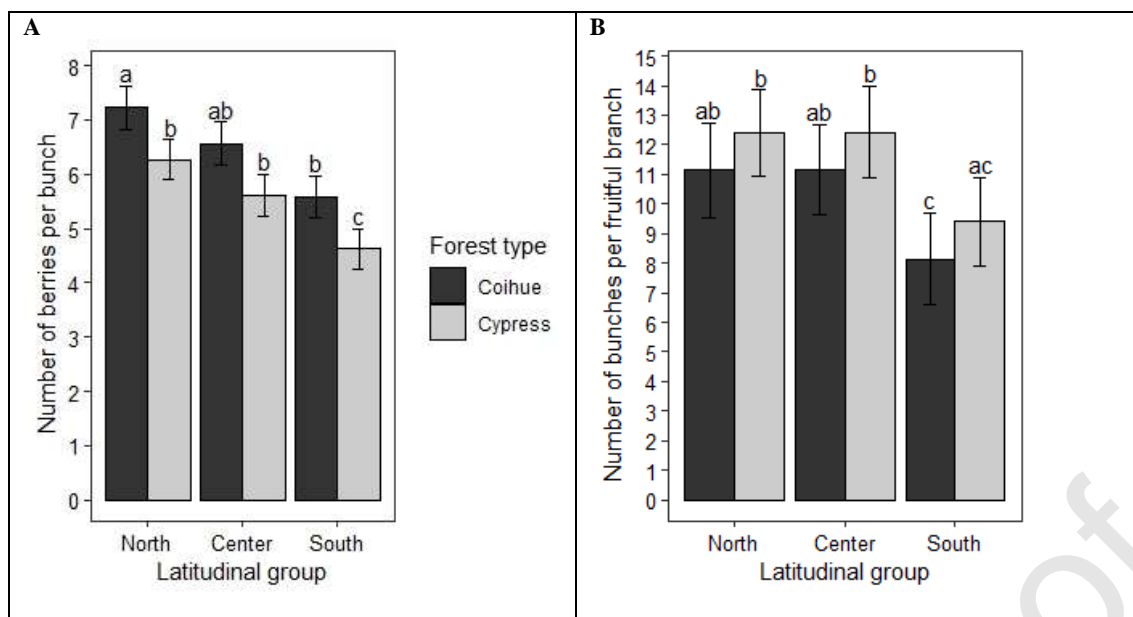 A
Number of berries per bunch
8
7
6
5
4
3
2
1
0
a
b
ab
b
b
c
North Center South
Latitudinal group
Forest type
Coihue
Cypress
B
Number of bunches per fruitful branch
15
14
13
12
11
10
9
8
7
6
5
4
3
2
1
0
ab
b
ab
b
c
ac
North Center South
Latitudinal group
of